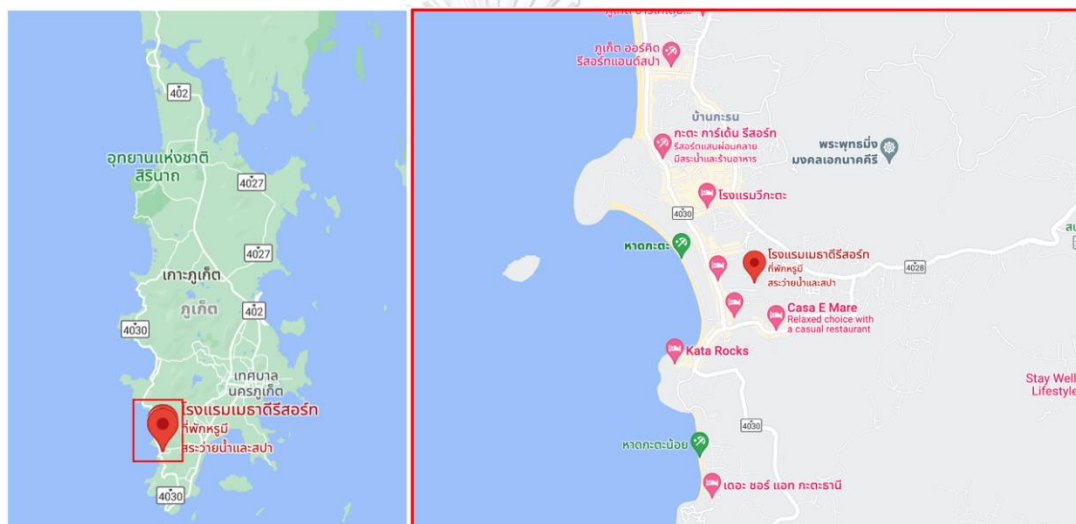 402
อุทยานแห่งชาติ
สิรินาถ
4027
4027
เกาะภูเก็ต
ภูเก็ต
402
4030
เทศบาล
นครภูเก็ต
โรงแรมเมธาดีรีสอร์ท
ที่พักหรูมี
สระว่ายน้ำและสปา
4030
ภูเก็ต ออร์คิด
รีสอร์ทแอนด์สปา
บ้านกะรน
กะตะ การ์เด้น รีสอร์ท
รีสอร์ตแสนผ่อนคลาย
มีสระน้ำและร้านอาหาร
พระพุทธมิ่ง
มงคลเอกนาคคีรี
โรงแรมวีกะตะ
4030
หาดกะตะ
โรงแรมเมธาดีรีสอร์ท
ที่พักหรูมี
สระว่ายน้ำและสปา
4028
Casa E Mare
Relaxed choice with
a casual restaurant
Kata Rocks
Stay Well
Lifestyle
4030
หาดกะตะน้อย
เดอะ ชอร์ แอท กะตะธานี